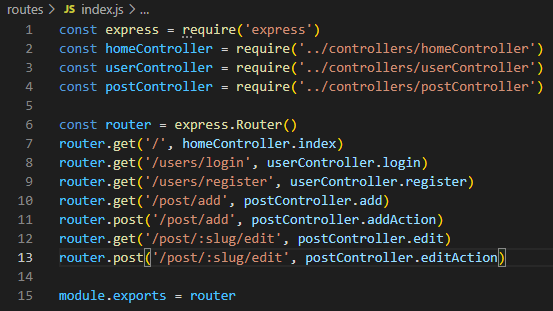 routes > JS index.js > ...
1 const express = require('express')
2 const homeController = require('../controllers/homeController')
3 const userController = require('../controllers/userController')
4 const postController = require('../controllers/postController')
5
6 const router = express.Router()
7 router.get('/', homeController.index)
8 router.get('/users/login', userController.login)
9 router.get('/users/register', userController.register)
10 router.get('/post/add', postController.add)
11 router.post('/post/add', postController.addAction)
12 router.get('/post/:slug/edit', postController.edit)
13 router.post('/post/:slug/edit', postController.editAction)
14
15 module.exports = router